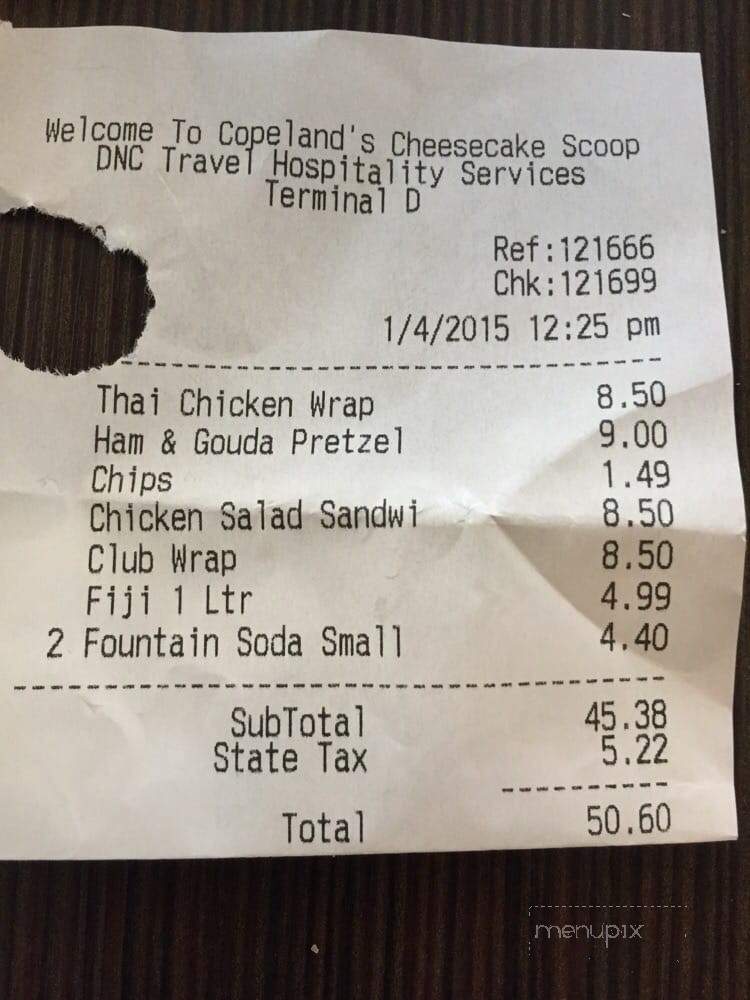 Welcome To Copeland's Cheesecake Scoop
DNC Travel Hospitality Services
Terminal D
Ref:121666
Chk:121699
1/4/2015 12:25 pm
Thai Chicken Wrap 8.50
Ham & Gouda Pretzel 9.00
Chips 1.49
Chicken Salad Sandwi 8.50
Club Wrap 8.50
Fiji 1 Ltr 4.99
2 Fountain Soda Small 4.40
SubTotal 45.38
State Tax 5.22
Total 50.60
menupix